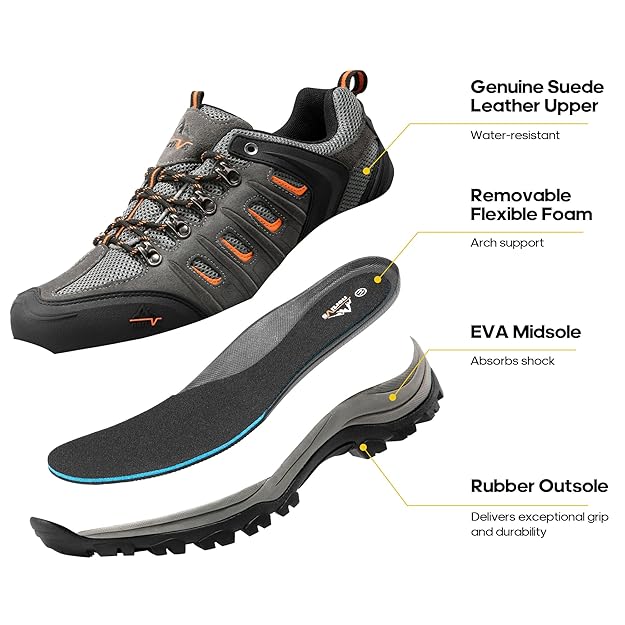 Genuine Suede
Leather Upper
Water-resistant
Removable
Flexible Foam
Arch support
EVA Midsole
Absorbs shock
Rubber Outsole
Delivers exceptional grip
and durability